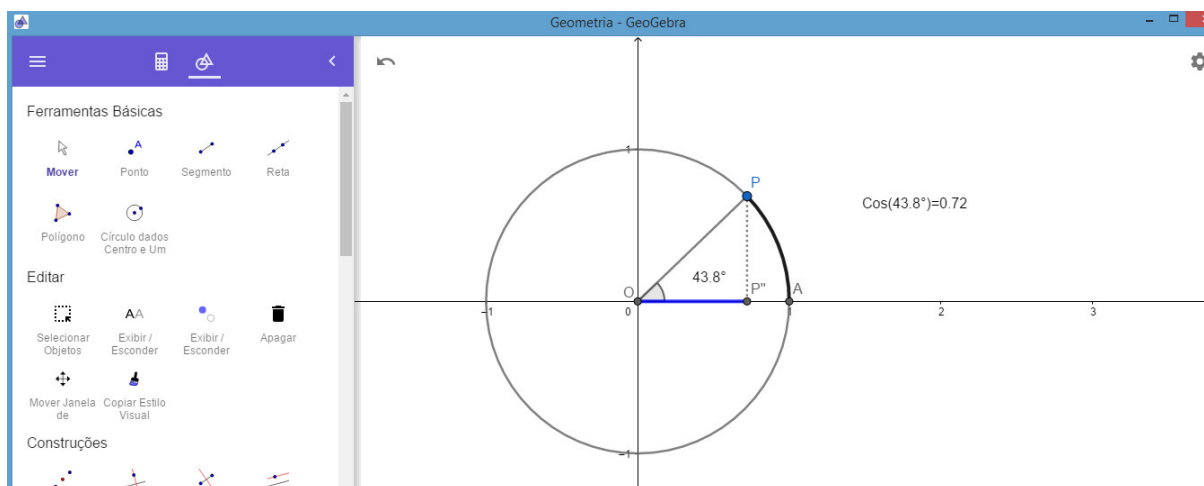 Geometria - GeoGebra
Ferramentas Básicas
A
Mover
Ponto
Segmento
Reta
Polígono
Círculo dados
Centro e Um
Editar
AA
Selecionar
Objetos
Exibir /
Esconder
Exibir /
Esconder
Apagar
Mover Janela
de
Copiar Estilo
Visual
Construções
1
P
Cos(43.8°)=0.72
43.8°
O
P"
A
−1
0
1
2
3
−1